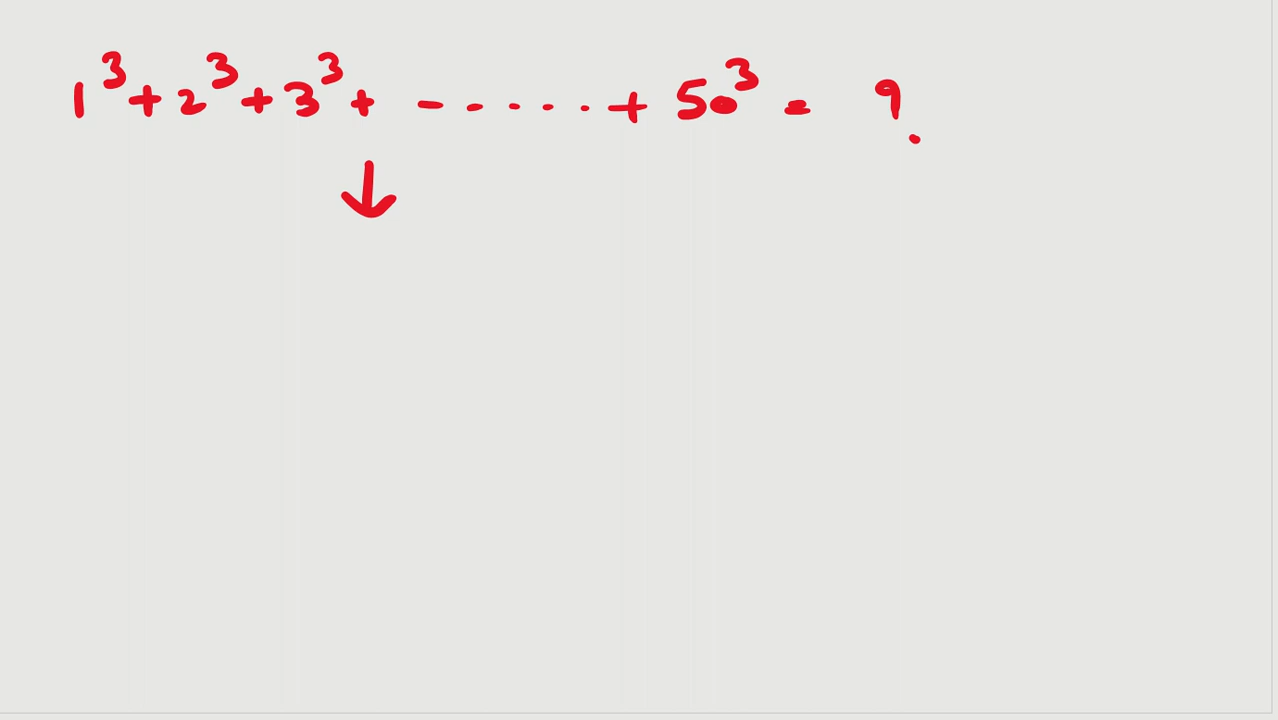 1³ + 2³ + 3³ + - - . . . . + 50³ = ?
↓